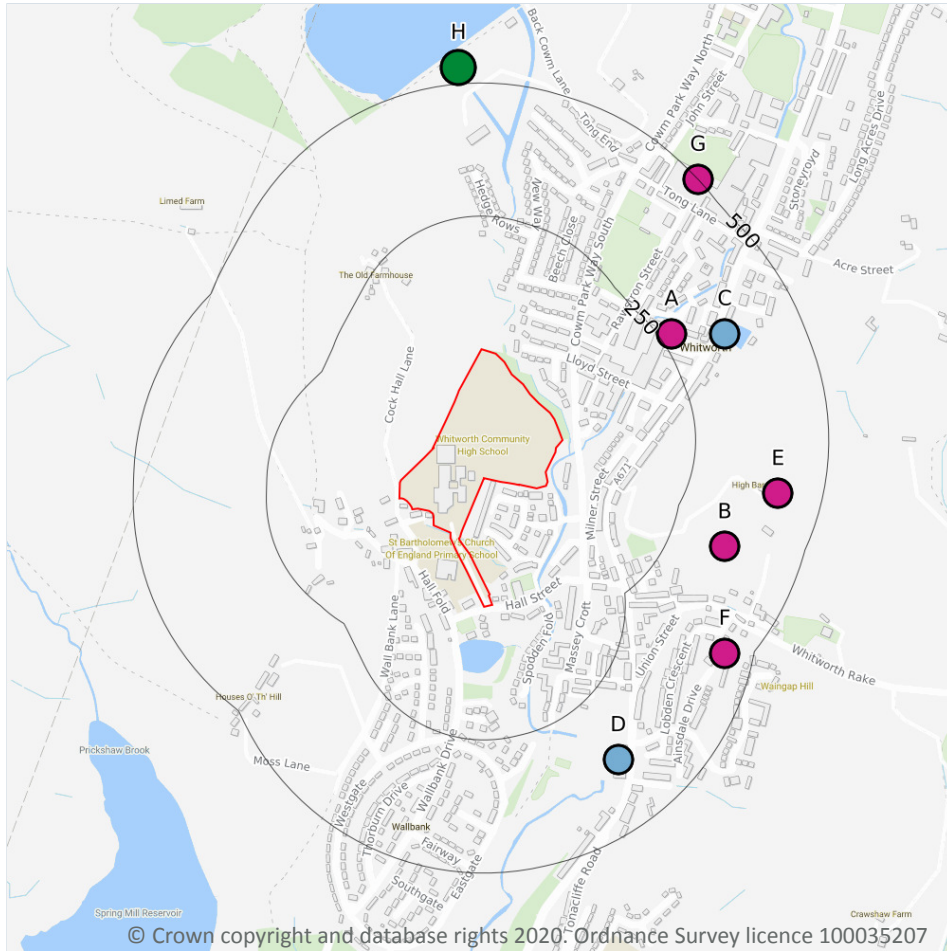 H
Back Cowm Lane
Cowm Park Way North
John Street
Long Acres Drive
Tong End
G
Stoneyroyd
Limed Farm
Hedge Rows
New Way
Tong Lane
500
Beech Close
Cowm Park Way South
Acre Street
The Old Farmhouse
Rawstron Street
A
C
250
Whitworth
Cock Hall Lane
Lloyd Street
Whitworth Community
High School
E
A671
High Ba
Milner Street
B
St Bartholomew's Church
Of England Primary School
Hall Fold
Hall Street
F
Wall Bank Lane
Spodden Fold
Massey Croft
Union Street
Whitworth Rake
Lobden Crescent
Waingap Hill
Houses O' Th' Hill
Ainsdale Drive
D
Prickshaw Brook
Moss Lane
Westgate
Thorburn Drive
Wallbank Drive
Wallbank
Fairway
Eastgate
Southgate
Tonacliffe Road
Spring Mill Reservoir
Crawshaw Farm
© Crown copyright and database rights 2020. Ordnance Survey licence 100035207